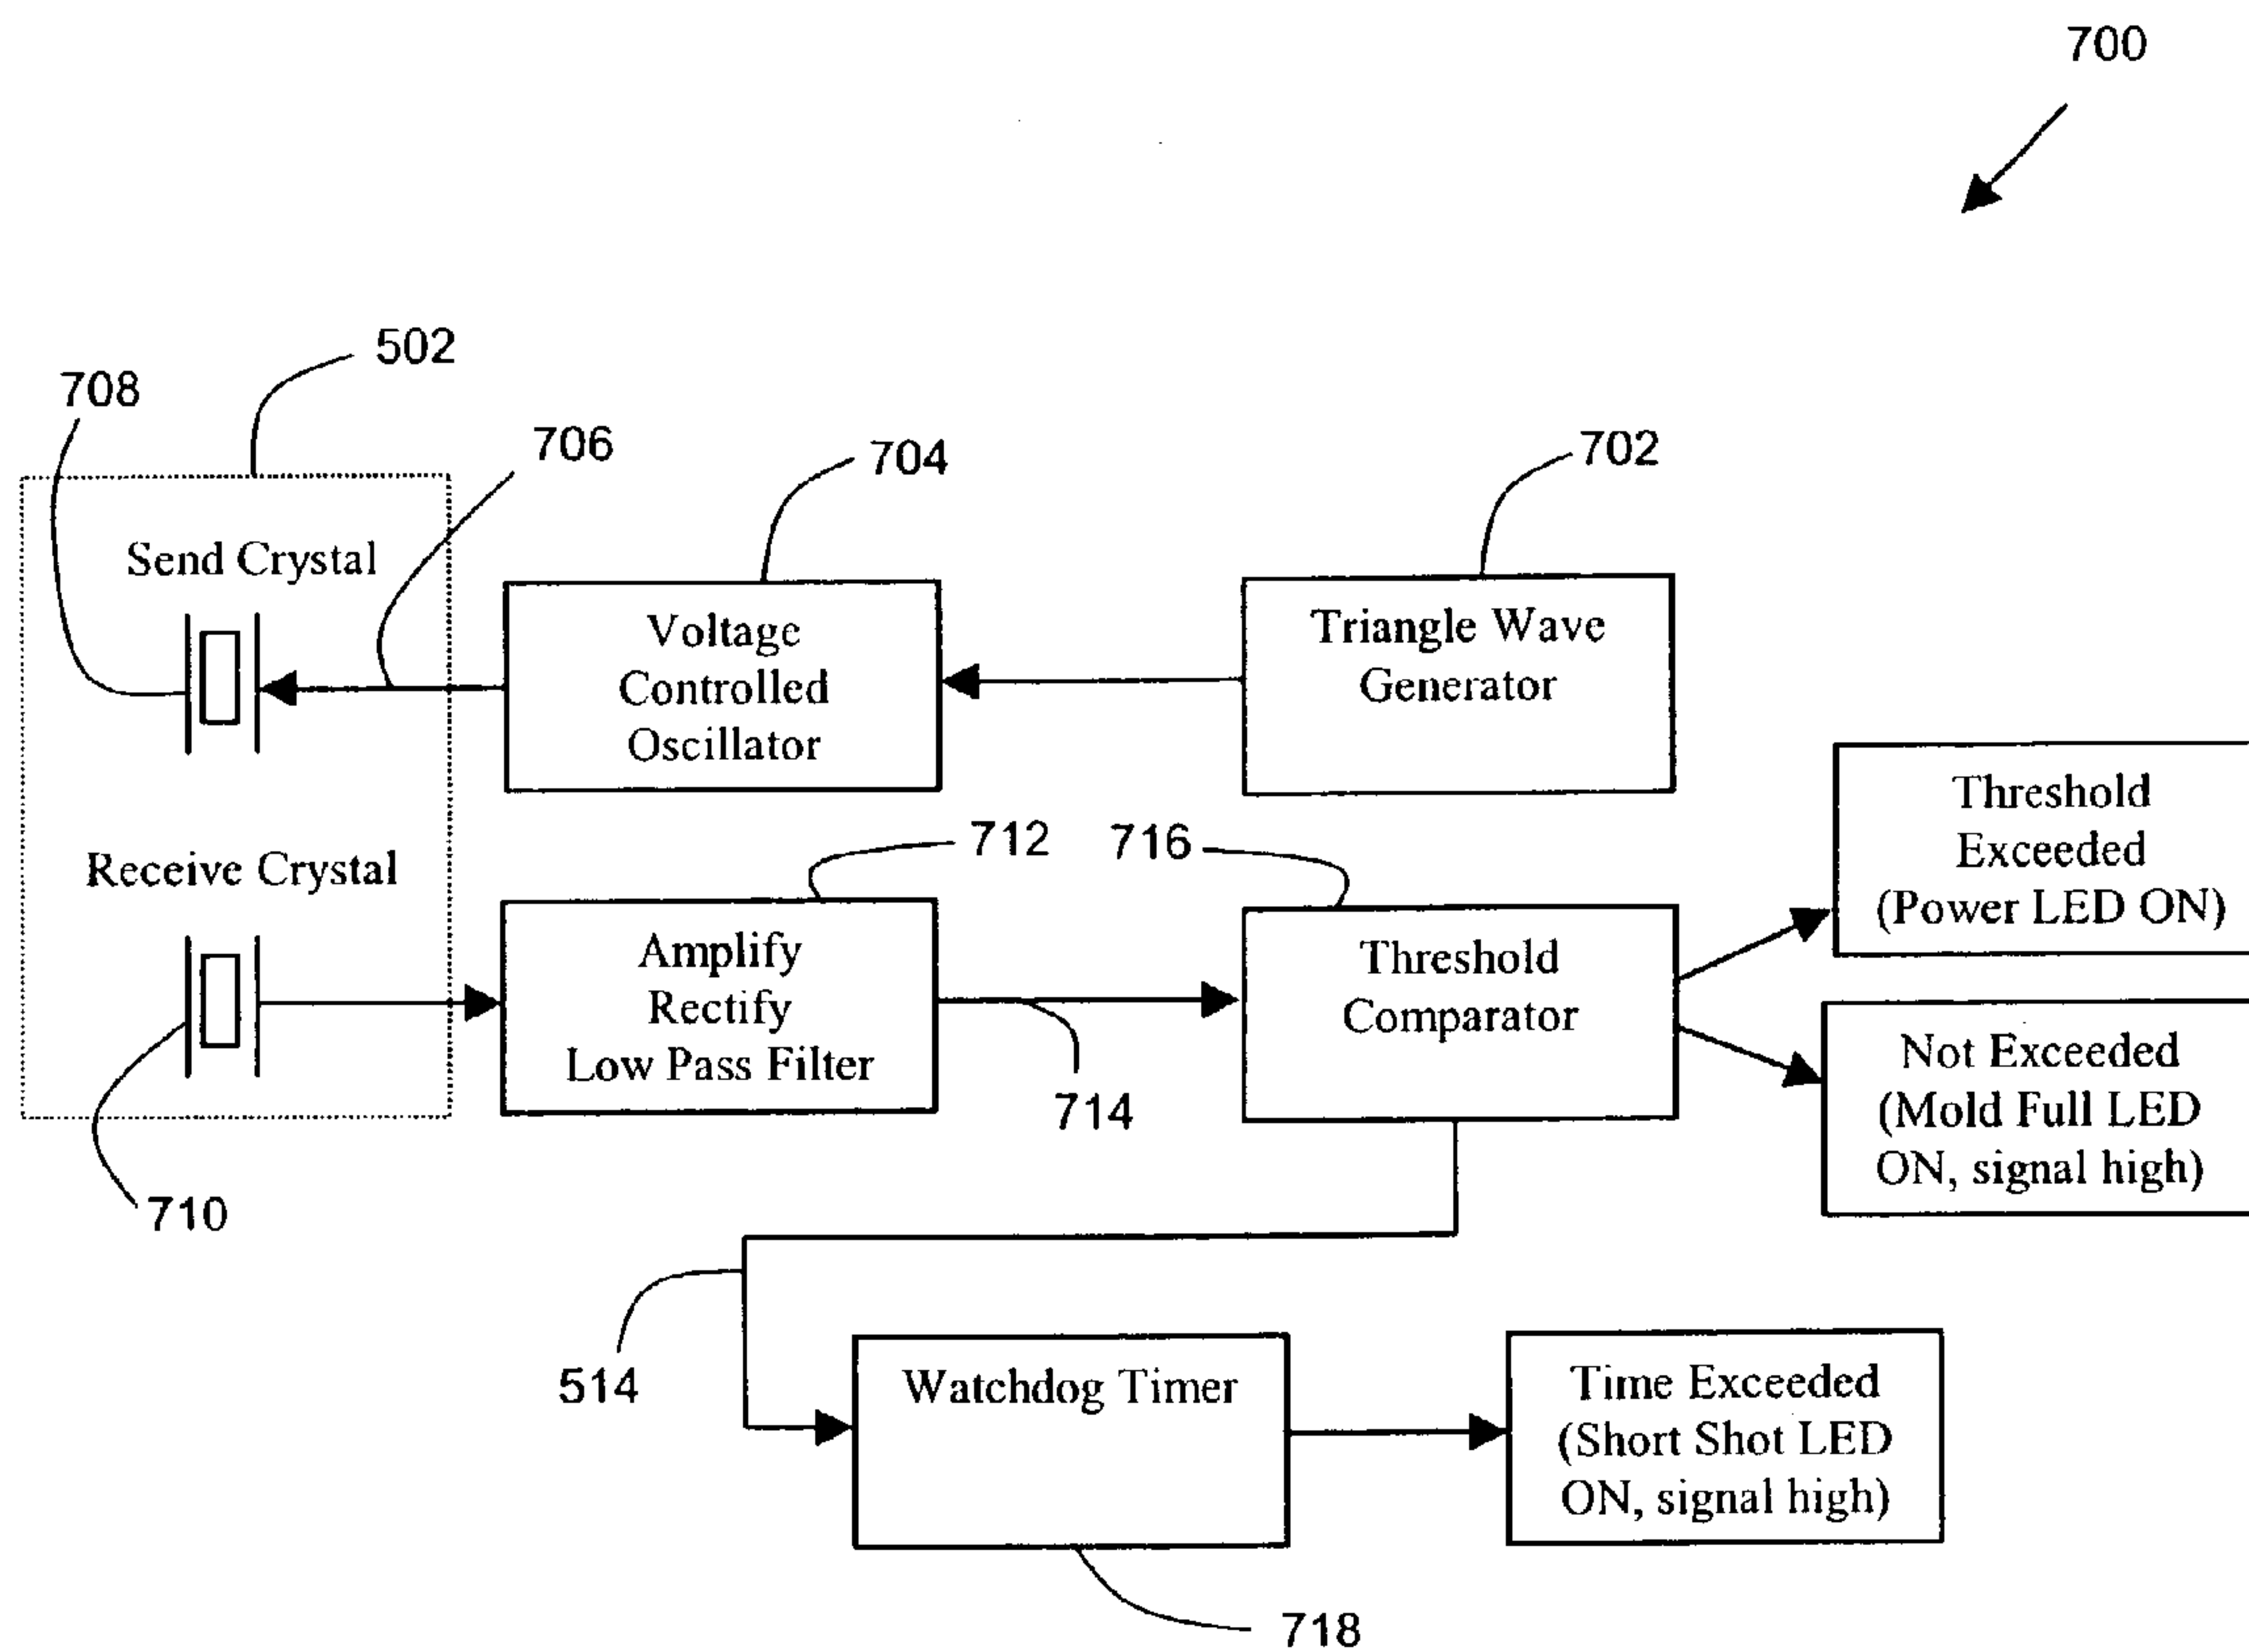 700
502
708
706
704
702
Send Crystal
Voltage
Controlled
Oscillator
Triangle Wave
Generator
712
716
Receive Crystal
Amplify
Rectify
Low Pass Filter
714
Threshold
Comparator
Threshold
Exceeded
(Power LED ON)
Not Exceeded
(Mold Full LED
ON, signal high)
710
514
Watchdog Timer
Time Exceeded
(Short Shot LED
ON, signal high)
718